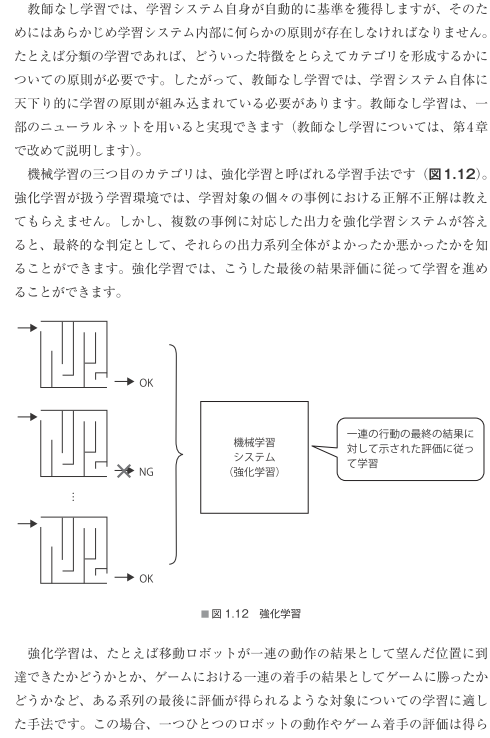 教師なし学習では、学習システム自身が自動的に基準を獲得しますが、そのた
めにはあらかじめ学習システム内部に何らかの原則が存在しなければなりません。
たとえば分類の学習であれば、どういった特徴をとらえてカテゴリを形成するかに
ついての原則が必要です。したがって、教師なし学習では、学習システム自体に
天下り的に学習の原則が組み込まれている必要があります。教師なし学習は、一
部のニューラルネットを用いると実現できます（教師なし学習については、第4章
で改めて説明します）。
機械学習の三つ目のカテゴリは、強化学習と呼ばれる学習手法です（図1.12）。
強化学習が扱う学習環境では、学習対象の個々の事例における正解不正解は教え
てもらえません。しかし、複数の事例に対応した出力を強化学習システムが答え
ると、最終的な判定として、それらの出力系列全体がよかったか悪かったかを知
ることができます。強化学習では、こうした最後の結果評価に従って学習を進め
ることができます。
OK
NG
…
OK
機械学習
システム
（強化学習）
一連の行動の最終の結果に
対して示された評価に従っ
て学習
■図 1.12　強化学習
強化学習は、たとえば移動ロボットが一連の動作の結果として望んだ位置に到
達できたかどうかとか、ゲームにおける一連の着手の結果としてゲームに勝ったか
どうかなど、ある系列の最後に評価が得られるような対象についての学習に適し
た手法です。この場合、一つひとつのロボットの動作やゲーム着手の評価は得ら